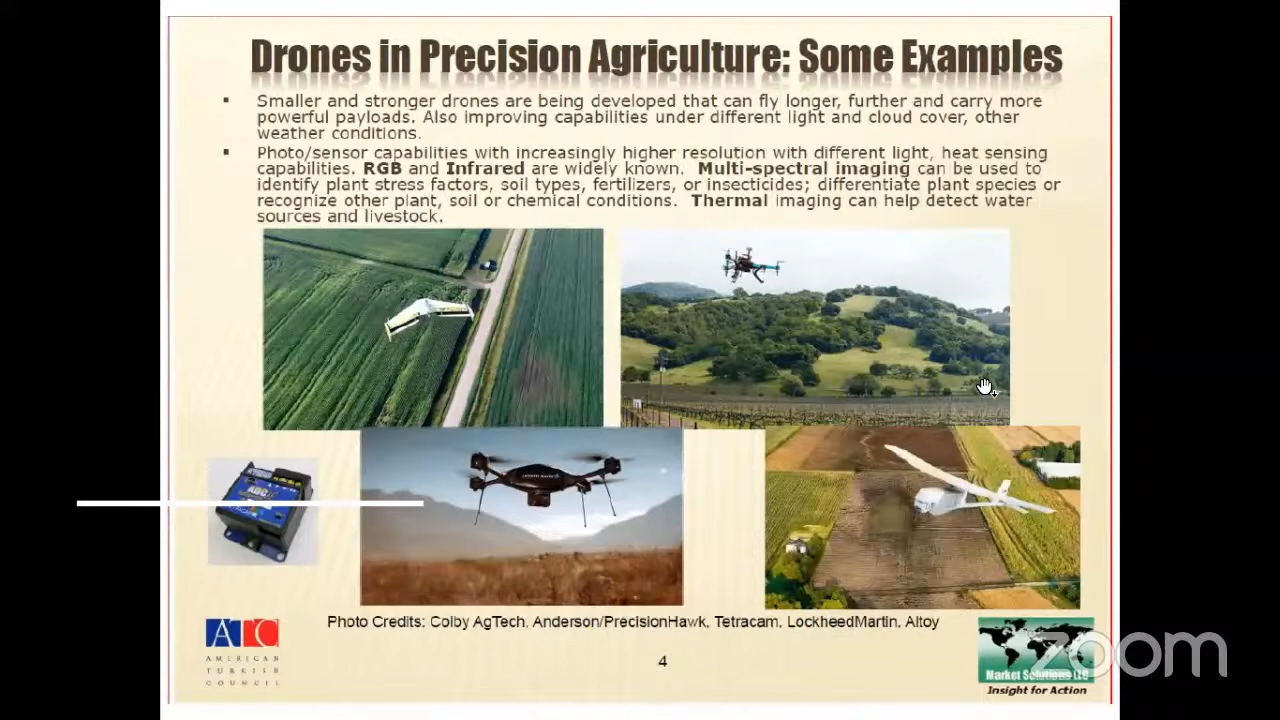 Drones in Precision Agriculture: Some Examples
▪ Smaller and stronger drones are being developed that can fly longer, further and carry more
powerful payloads. Also improving capabilities under different light and cloud cover, other
weather conditions.
▪ Photo/sensor capabilities with increasingly higher resolution with different light, heat sensing
capabilities. RGB and Infrared are widely known. Multi-spectral imaging can be used to
identify plant stress factors, soil types, fertilizers, or insecticides; differentiate plant species or
recognize other plant, soil or chemical conditions. Thermal imaging can help detect water
sources and livestock.
Photo Credits: Colby AgTech, Anderson/PrecisionHawk, Tetracam, LockheedMartin, Altoy
ATC
AMERICAN
TURKISH
COUNCIL
4
Market Solutions LLC
Insight for Action
zoom